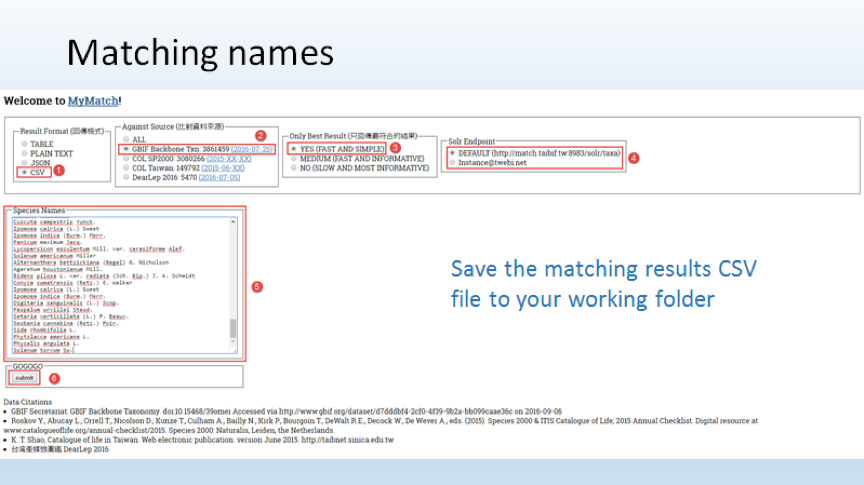 Matching names
Welcome to MyMatch!
Result Format (回傳格式)
TABLE
PLAIN TEXT
JSON
CSV
1
Against Source (比對資料來源)
2
ALL
GBIF Backbone Txn: 3861459 (2016-07-25)
COL SP2000: 3080266 (2015-XX-XX)
COL Taiwan: 149792 (2015-06-XX)
DearLep 2016: 5470 (2016-07-05)
Only Best Result (只回傳最符合的結果)
YES (FAST AND SIMPLE)
3
MEDIUM (FAST AND INFORMATIVE)
NO (SLOW AND MOST INFORMATIVE)
Solr Endpoint
DEFAULT (http://match.taibif.tw:8983/solr/taxa)
Instance@twebi.net
4
Species Names
Cuscuta campestris Yunck.
Ipomoea cairica (L.) Sweet
Ipomoea indica (Burm.) Merr.
Panicum maximum Jacq.
Lycopersicon esculentum Mill. var. cerasiforme Alef.
Solanum americanum Miller
Alternanthera bettzickiana (Regel) G. Nicholson
Ageratum houstonianum Mill.
Bidens pilosa L. var. radiata (Sch. Bip.) J. A. Schmidt
Conyza sumatrensis (Retz.) E. Walker
Ipomoea cairica (L.) Sweet
Ipomoea indica (Burm.) Merr.
Digitaria sanguinalis (L.) Scop.
Paspalum urvillei Steud.
Setaria verticillata (L.) P. Beauv.
Sesbania cannabina (Retz.) Poir.
Sida rhombifolia L.
Phytolacca americana L.
Physalis angulata L.
Solanum torvum Sw.
5
Save the matching results CSV
file to your working folder
GOGOGO
submit
6
Data Citations
GBIF Secretariat: GBIF Backbone Taxonomy. doi:10.15468/39omei Accessed via http://www.gbif.org/dataset/d7dddbf4-2cf0-4f39-9b2a-bb099caae36c on 2016-09-06
Roskov Y., Abucay L., Orrell T., Nicolson D., Kunze T., Culham A., Bailly N., Kirk P., Bourgoin T., DeWalt R.E., Decock W., De Wever A., eds. (2015). Species 2000 & ITIS Catalogue of Life, 2015 Annual Checklist. Digital resource at
www.catalogueoflife.org/annual-checklist/2015. Species 2000: Naturalis, Leiden, the Netherlands.
K. T. Shao, Catalogue of life in Taiwan. Web electronic publication. version June 2015. http://taibnet.sinica.edu.tw
DearLep 2016